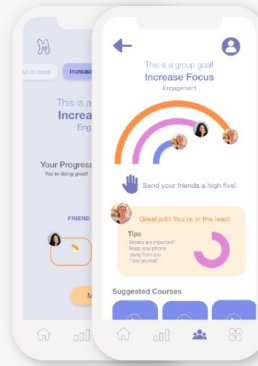 Increase
This is a
Increa
Eng
Your Progress
You're doing great!
FRIEND
M
This is a group goal!
Increase Focus
Engagement
Send your friends a high five!
Great job! You're in the lead!
Tips
- Breaks are important!
- Keep your phone
away from you
- Time yourself
Suggested Courses